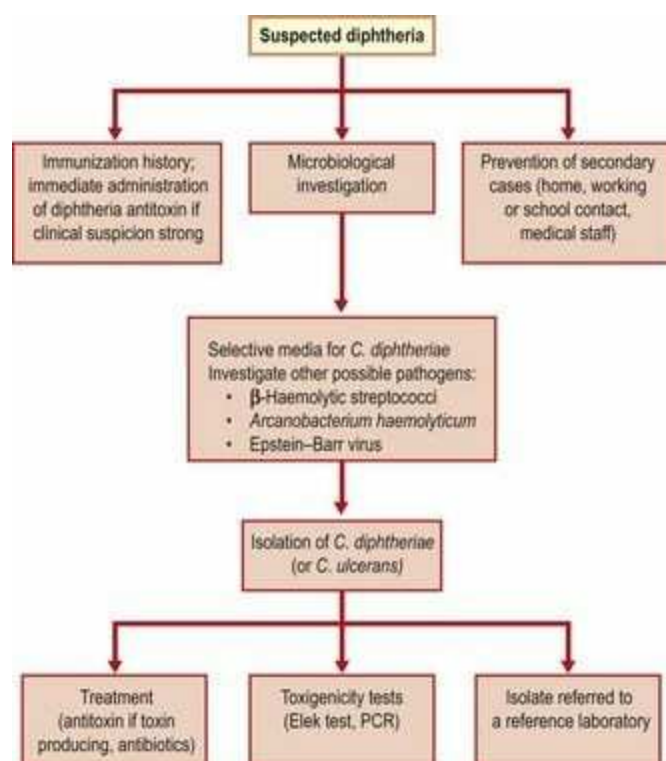 Suspected diphtheria
Immunization history;
immediate administration
of diphtheria antitoxin if
clinical suspicion strong
Microbiological
investigation
Prevention of secondary
cases (home, working
or school contact,
medical staff)
Selective media for C. diphtheriae
Investigate other possible pathogens:
• β-Haemolytic streptococci
• Arcanobacterium haemolyticum
• Epstein–Barr virus
Isolation of C. diphtheriae
(or C. ulcerans)
Treatment
(antitoxin if toxin
producing, antibiotics)
Toxigenicity tests
(Elek test, PCR)
Isolate referred to
a reference laboratory